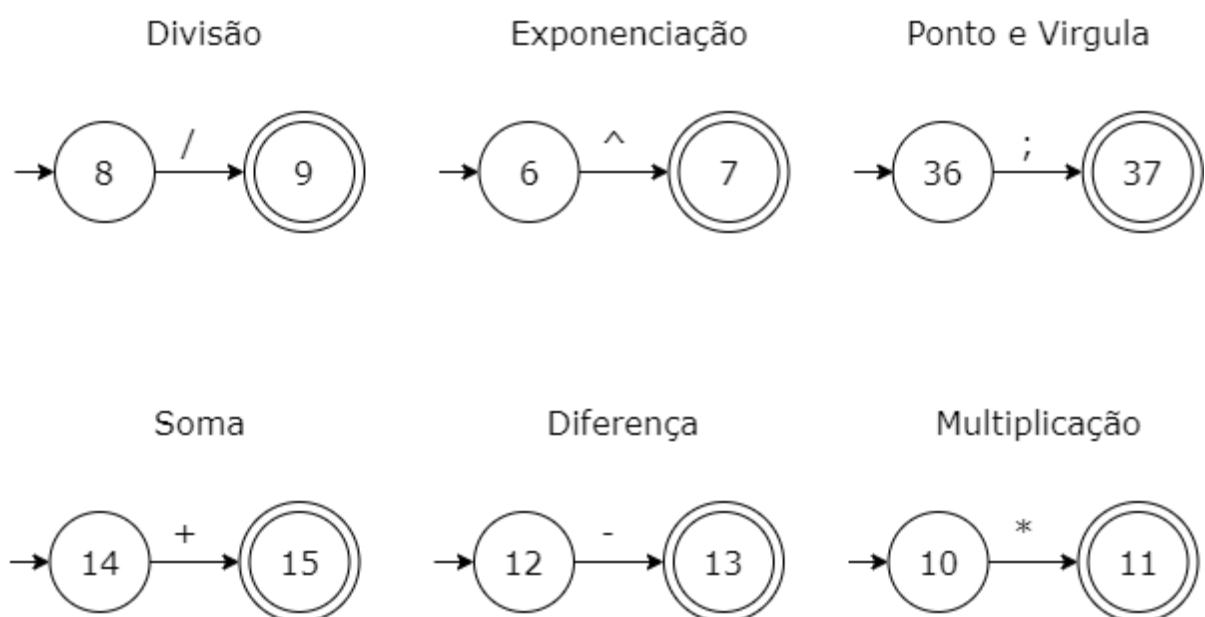 Divisão Exponenciação Ponto e Virgula
/ ^ ;
8 9 6 7 36 37
Soma Diferença Multiplicação
+ - *
14 15 12 13 10 11